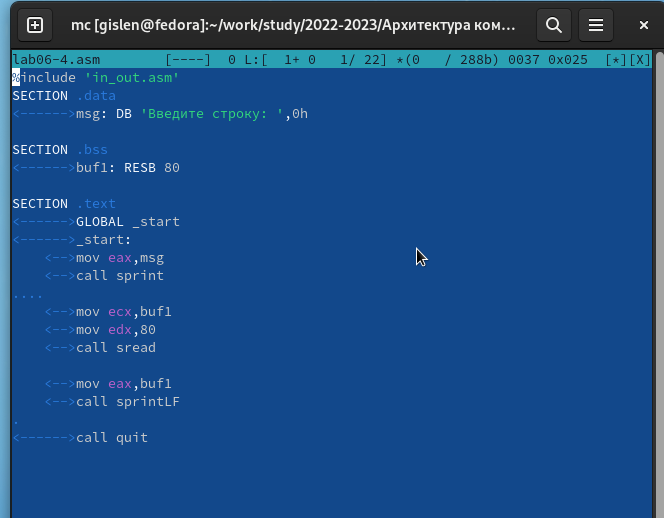 mc [gislen@fedora]:~/work/study/2022-2023/Архитектура ком...
lab06-4.asm [----] 0 L:[ 1+ 0 1/ 22] *(0 / 288b) 0037 0x025 [*][X]
%include 'in_out.asm'
SECTION .data
<------>msg: DB 'Введите строку: ',0h
SECTION .bss
<------>buf1: RESB 80
SECTION .text
<------>GLOBAL _start
<------>_start:
<-->mov eax,msg
<-->call sprint
....
<-->mov ecx,buf1
<-->mov edx,80
<-->call sread
<-->mov eax,buf1
<-->call sprintLF
.
<------>call quit